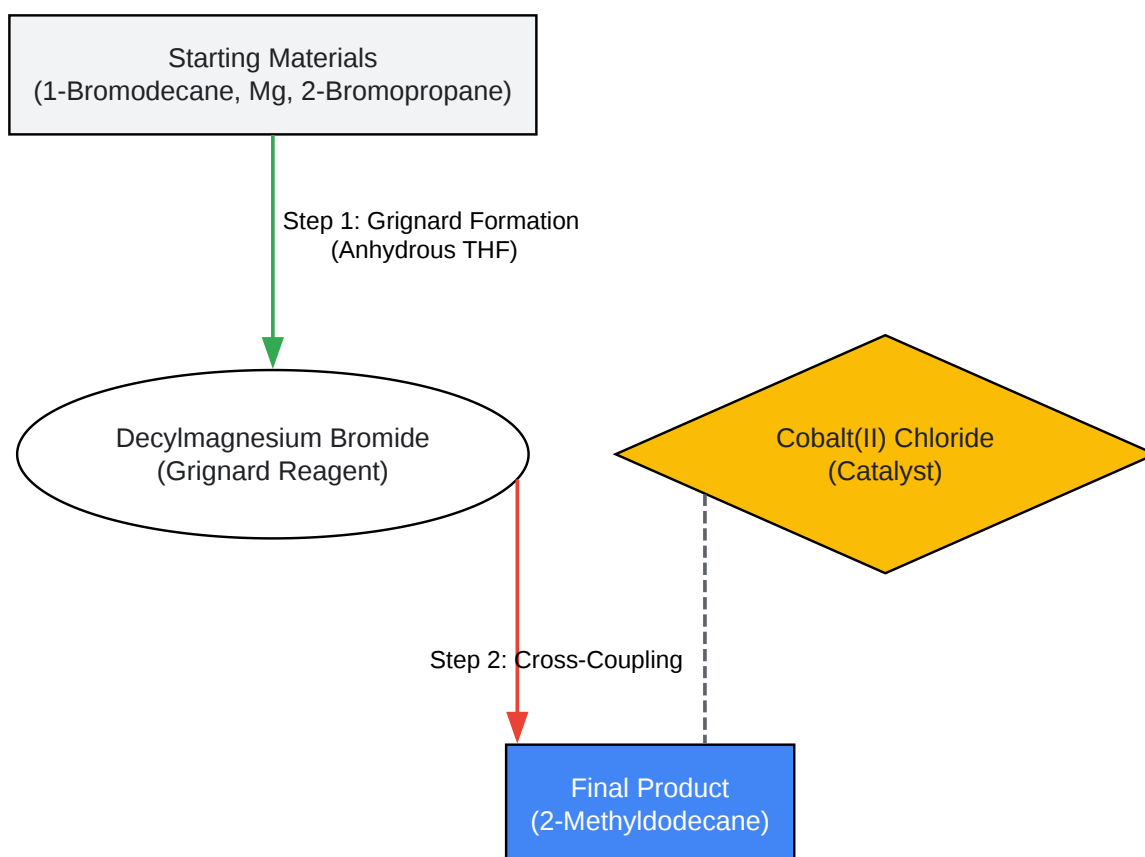 Starting Materials
(1-Bromodecane, Mg, 2-Bromopropane)
Step 1: Grignard Formation
(Anhydrous THF)
Decylmagnesium Bromide
(Grignard Reagent)
Cobalt(II) Chloride
(Catalyst)
Step 2: Cross-Coupling
Final Product
(2-Methyldodecane)